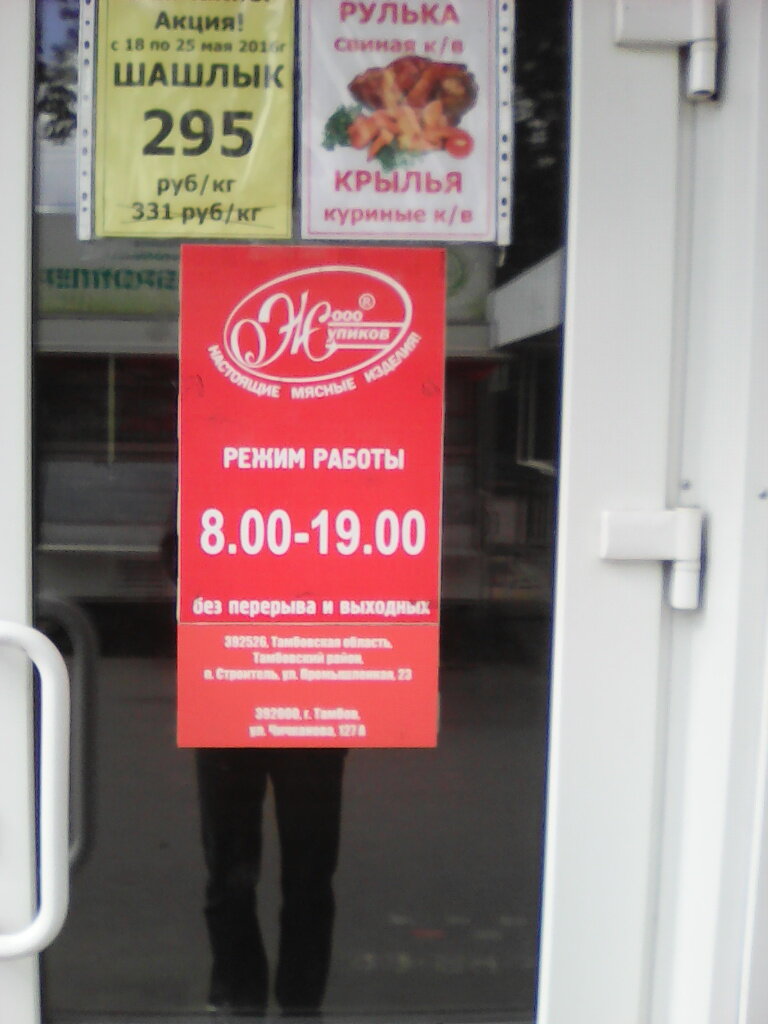 Акция!
с 18 по 25 мая 2016г
ШАШЛЫК
295
руб/кг
331 руб/кг
РУЛЬКА
свиная к/в
КРЫЛЬЯ
куриные к/в
ООО
Жупиков
®
НАСТОЯЩИЕ МЯСНЫЕ ИЗДЕЛИЯ!
РЕЖИМ РАБОТЫ
8.00-19.00
без перерыва и выходных
392526, Тамбовская область,
Тамбовский район,
п. Строитель, ул. Промышленная, 23
392000, г. Тамбов,
ул. Чичканова, 127